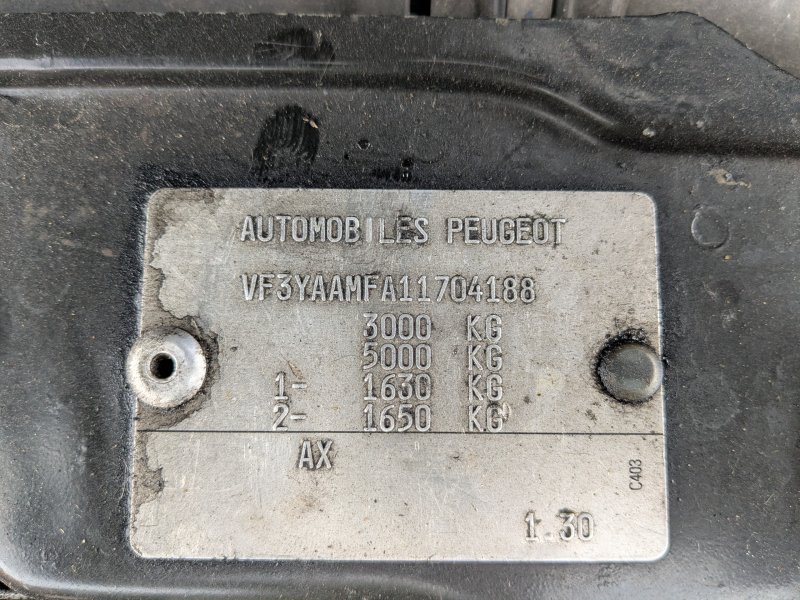 AUTOMOBILES PEUGEOT
VF3YAAMFA11704188
3000 KG
5000 KG
1- 1630 KG
2- 1650 KG
AX
C403
1.30